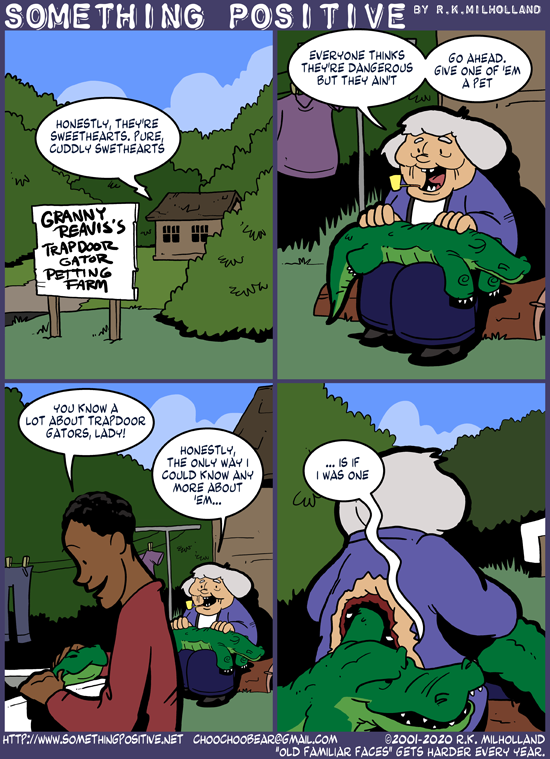 SOMETHING POSITIVE BY R.K.MILHOLLAND
HONESTLY, THEY'RE
SWEETHEARTS. PURE,
CUDDLY SWETHEARTS
GRANNY
REAVIS'S
TRAPDOOR
GATOR
PETTING
FARM
EVERYONE THINKS
THEY'RE DANGEROUS
BUT THEY AIN'T
GO AHEAD.
GIVE ONE OF 'EM
A PET
YOU KNOW A
LOT ABOUT TRAPDOOR
GATORS, LADY!
HONESTLY,
THE ONLY WAY I
COULD KNOW ANY
MORE ABOUT
'EM...
... IS IF
I WAS ONE
HTTP://WWW.SOMETHINGPOSITIVE.NET CHOOCHOOBEAR@GMAIL.COM ©2001-2020 R.K. MILHOLLAND
"OLD FAMILIAR FACES" GETS HARDER EVERY YEAR.